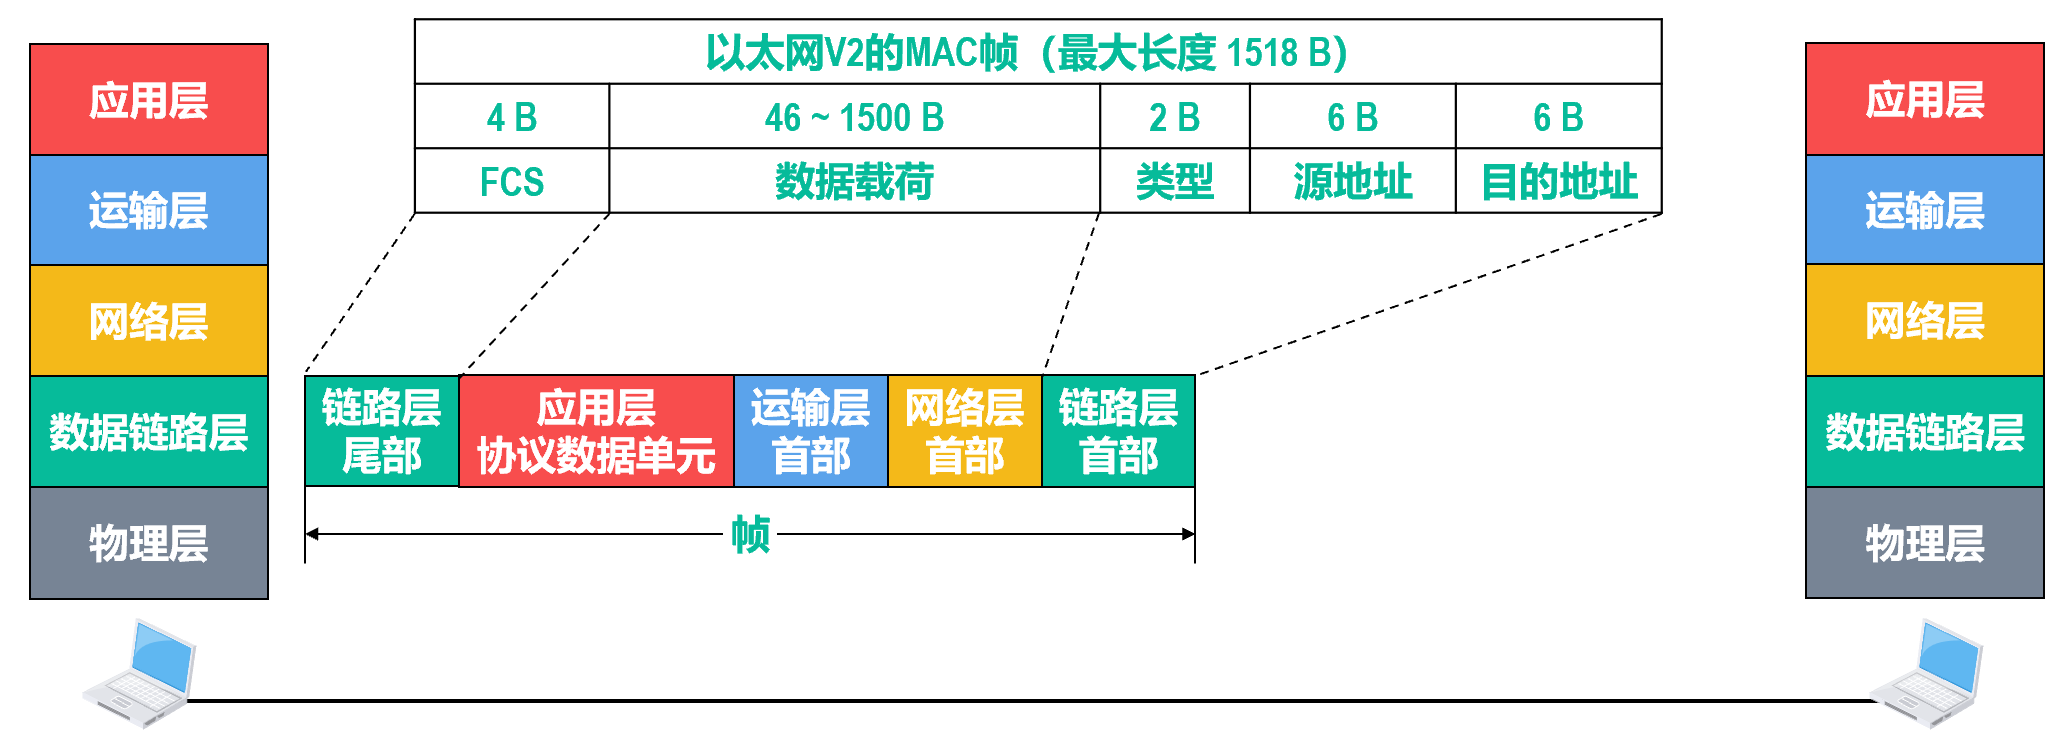 应用层
运输层
网络层
数据链路层
物理层
以太网V2的MAC帧（最大长度 1518 B）
4 B
46 ~ 1500 B
2 B
6 B
6 B
FCS
数据载荷
类型
源地址
目的地址
链路层
尾部
应用层
协议数据单元
运输层
首部
网络层
首部
链路层
首部
帧
应用层
运输层
网络层
数据链路层
物理层